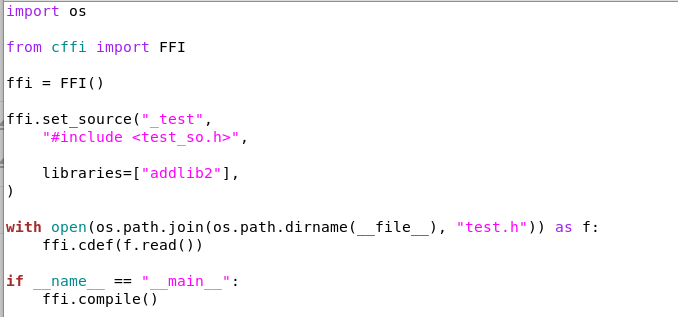 import os
from cffi import FFI
ffi = FFI()
ffi.set_source("_test",
    "#include <test_so.h>",
    libraries=["addlib2"],
)
with open(os.path.join(os.path.dirname(__file__), "test.h")) as f:
    ffi.cdef(f.read())
if __name__ == "__main__":
    ffi.compile()